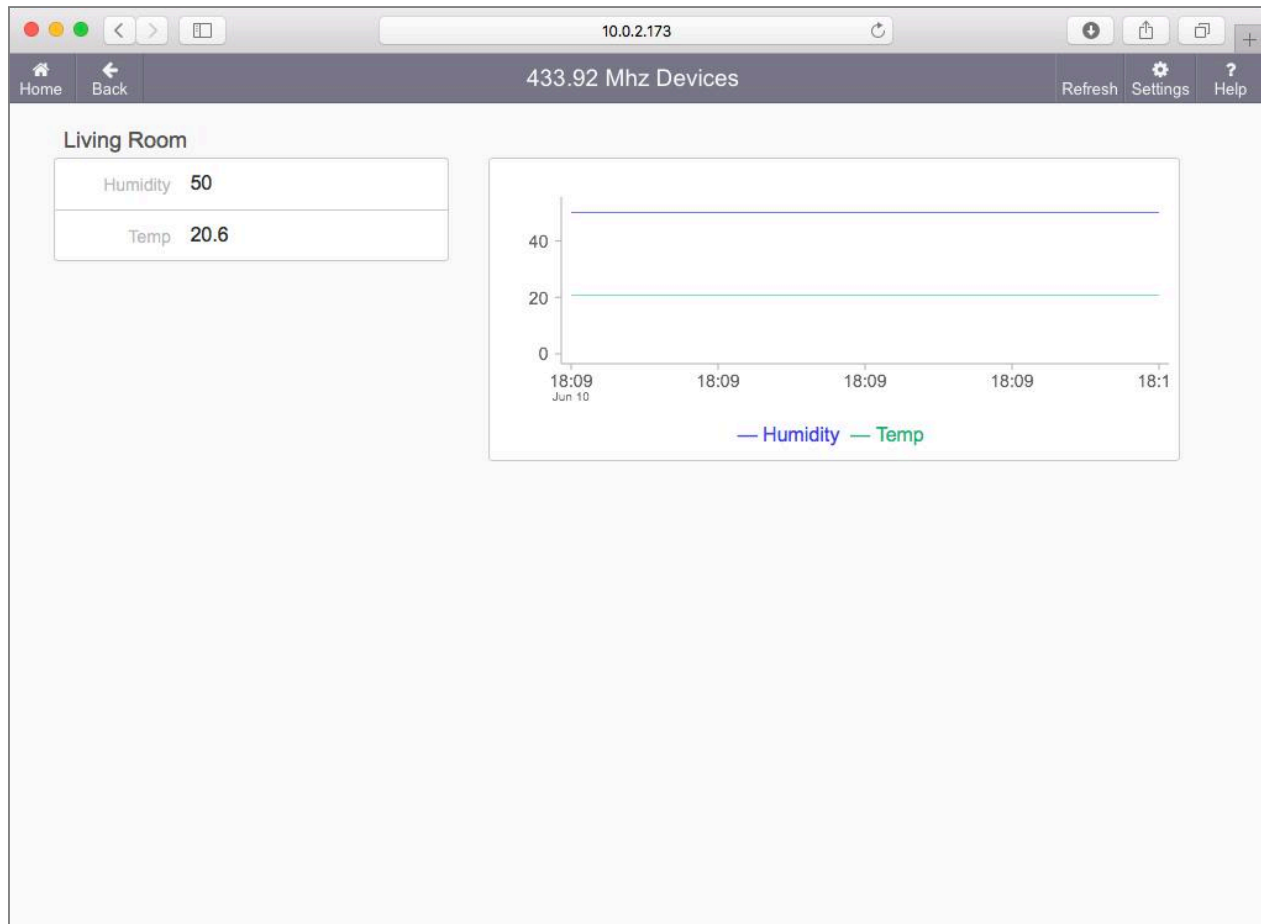 10.0.2.173
Home
Back
433.92 Mhz Devices
Refresh
Settings
? Help
Living Room
Humidity 50
Temp 20.6
40
20
0
18:09 18:09 18:09 18:09 18:1
Jun 10
Humidity Temp